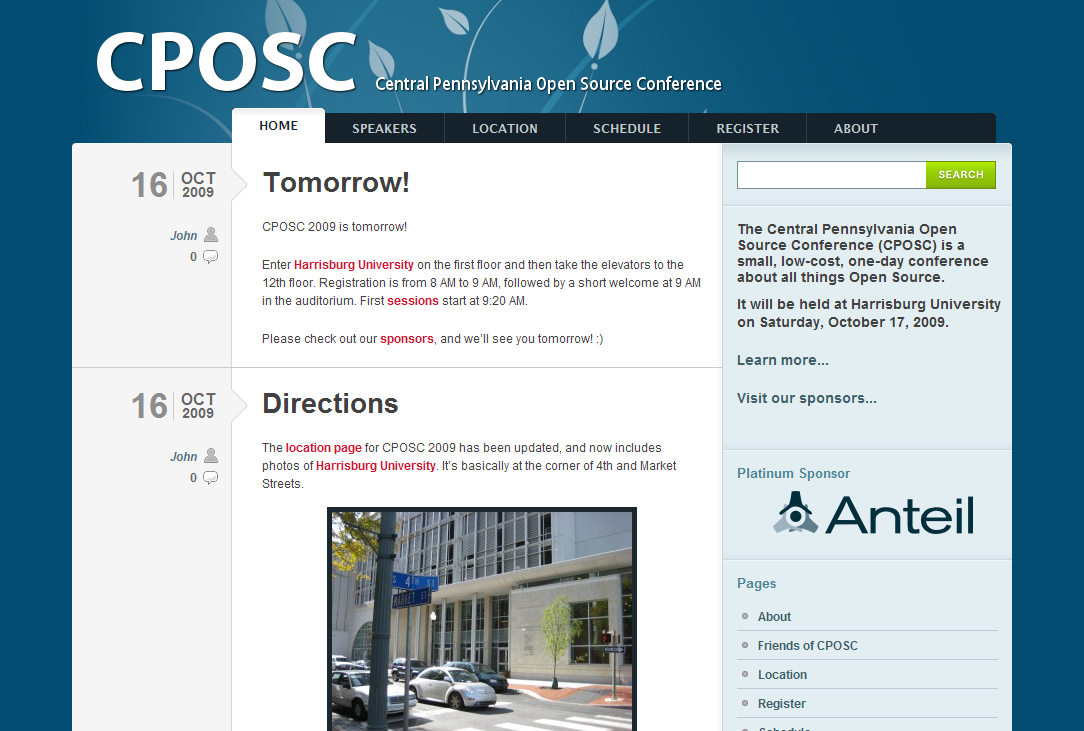 CPOSC
Central Pennsylvania Open Source Conference
HOME SPEAKERS LOCATION SCHEDULE REGISTER ABOUT
16 OCT
2009
John
0
Tomorrow!
CPOSC 2009 is tomorrow!
Enter Harrisburg University on the first floor and then take the elevators to the
12th floor. Registration is from 8 AM to 9 AM, followed by a short welcome at 9 AM
in the auditorium. First sessions start at 9:20 AM.
Please check out our sponsors, and we'll see you tomorrow! :)
16 OCT
2009
John
0
Directions
The location page for CPOSC 2009 has been updated, and now includes
photos of Harrisburg University. It's basically at the corner of 4th and Market
Streets.
S 4TH ST
MARKET ST
SEARCH
The Central Pennsylvania Open
Source Conference (CPOSC) is a
small, low-cost, one-day conference
about all things Open Source.
It will be held at Harrisburg University
on Saturday, October 17, 2009.
Learn more...
Visit our sponsors...
Platinum Sponsor
Anteil
Pages
About
Friends of CPOSC
Location
Register
Schedule